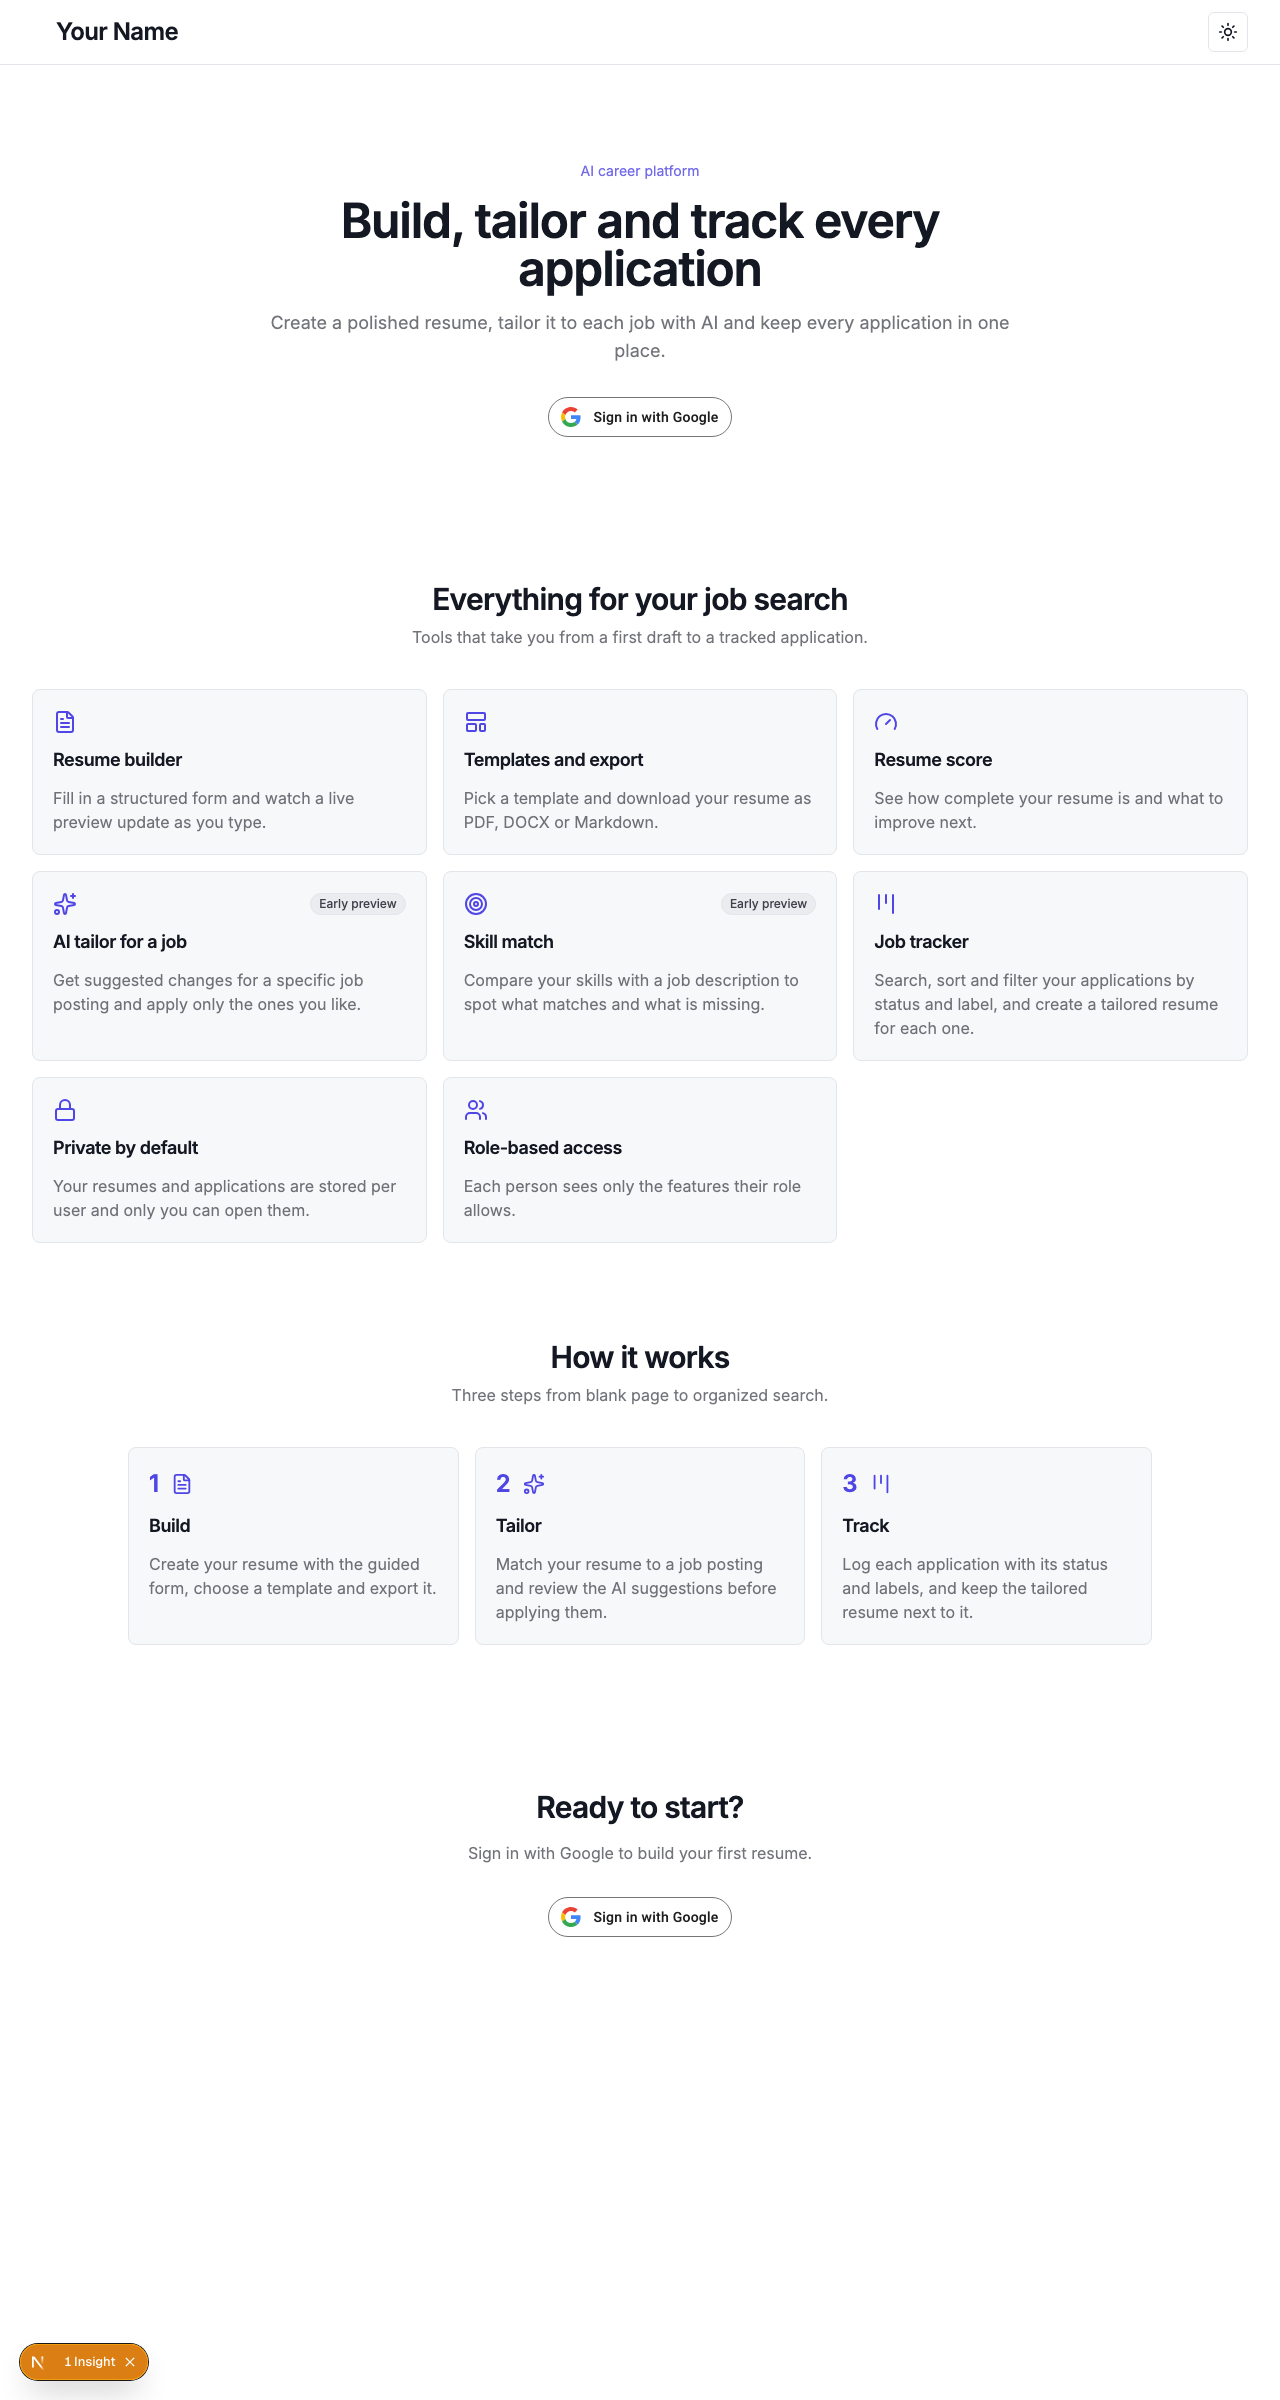 Your Name
AI career platform
Build, tailor and track every
application
Create a polished resume, tailor it to each job with AI and keep every application in one
place.
Sign in with Google
Everything for your job search
Tools that take you from a first draft to a tracked application.
Resume builder
Fill in a structured form and watch a live
preview update as you type.
Templates and export
Pick a template and download your resume as
PDF, DOCX or Markdown.
Resume score
See how complete your resume is and what to
improve next.
Early preview
AI tailor for a job
Get suggested changes for a specific job
posting and apply only the ones you like.
Early preview
Skill match
Compare your skills with a job description to
spot what matches and what is missing.
Job tracker
Search, sort and filter your applications by
status and label, and create a tailored resume
for each one.
Private by default
Your resumes and applications are stored per
user and only you can open them.
Role-based access
Each person sees only the features their role
allows.
How it works
Three steps from blank page to organized search.
1
Build
Create your resume with the guided
form, choose a template and export it.
2
Tailor
Match your resume to a job posting
and review the AI suggestions before
applying them.
3
Track
Log each application with its status
and labels, and keep the tailored
resume next to it.
Ready to start?
Sign in with Google to build your first resume.
Sign in with Google
1 Insight